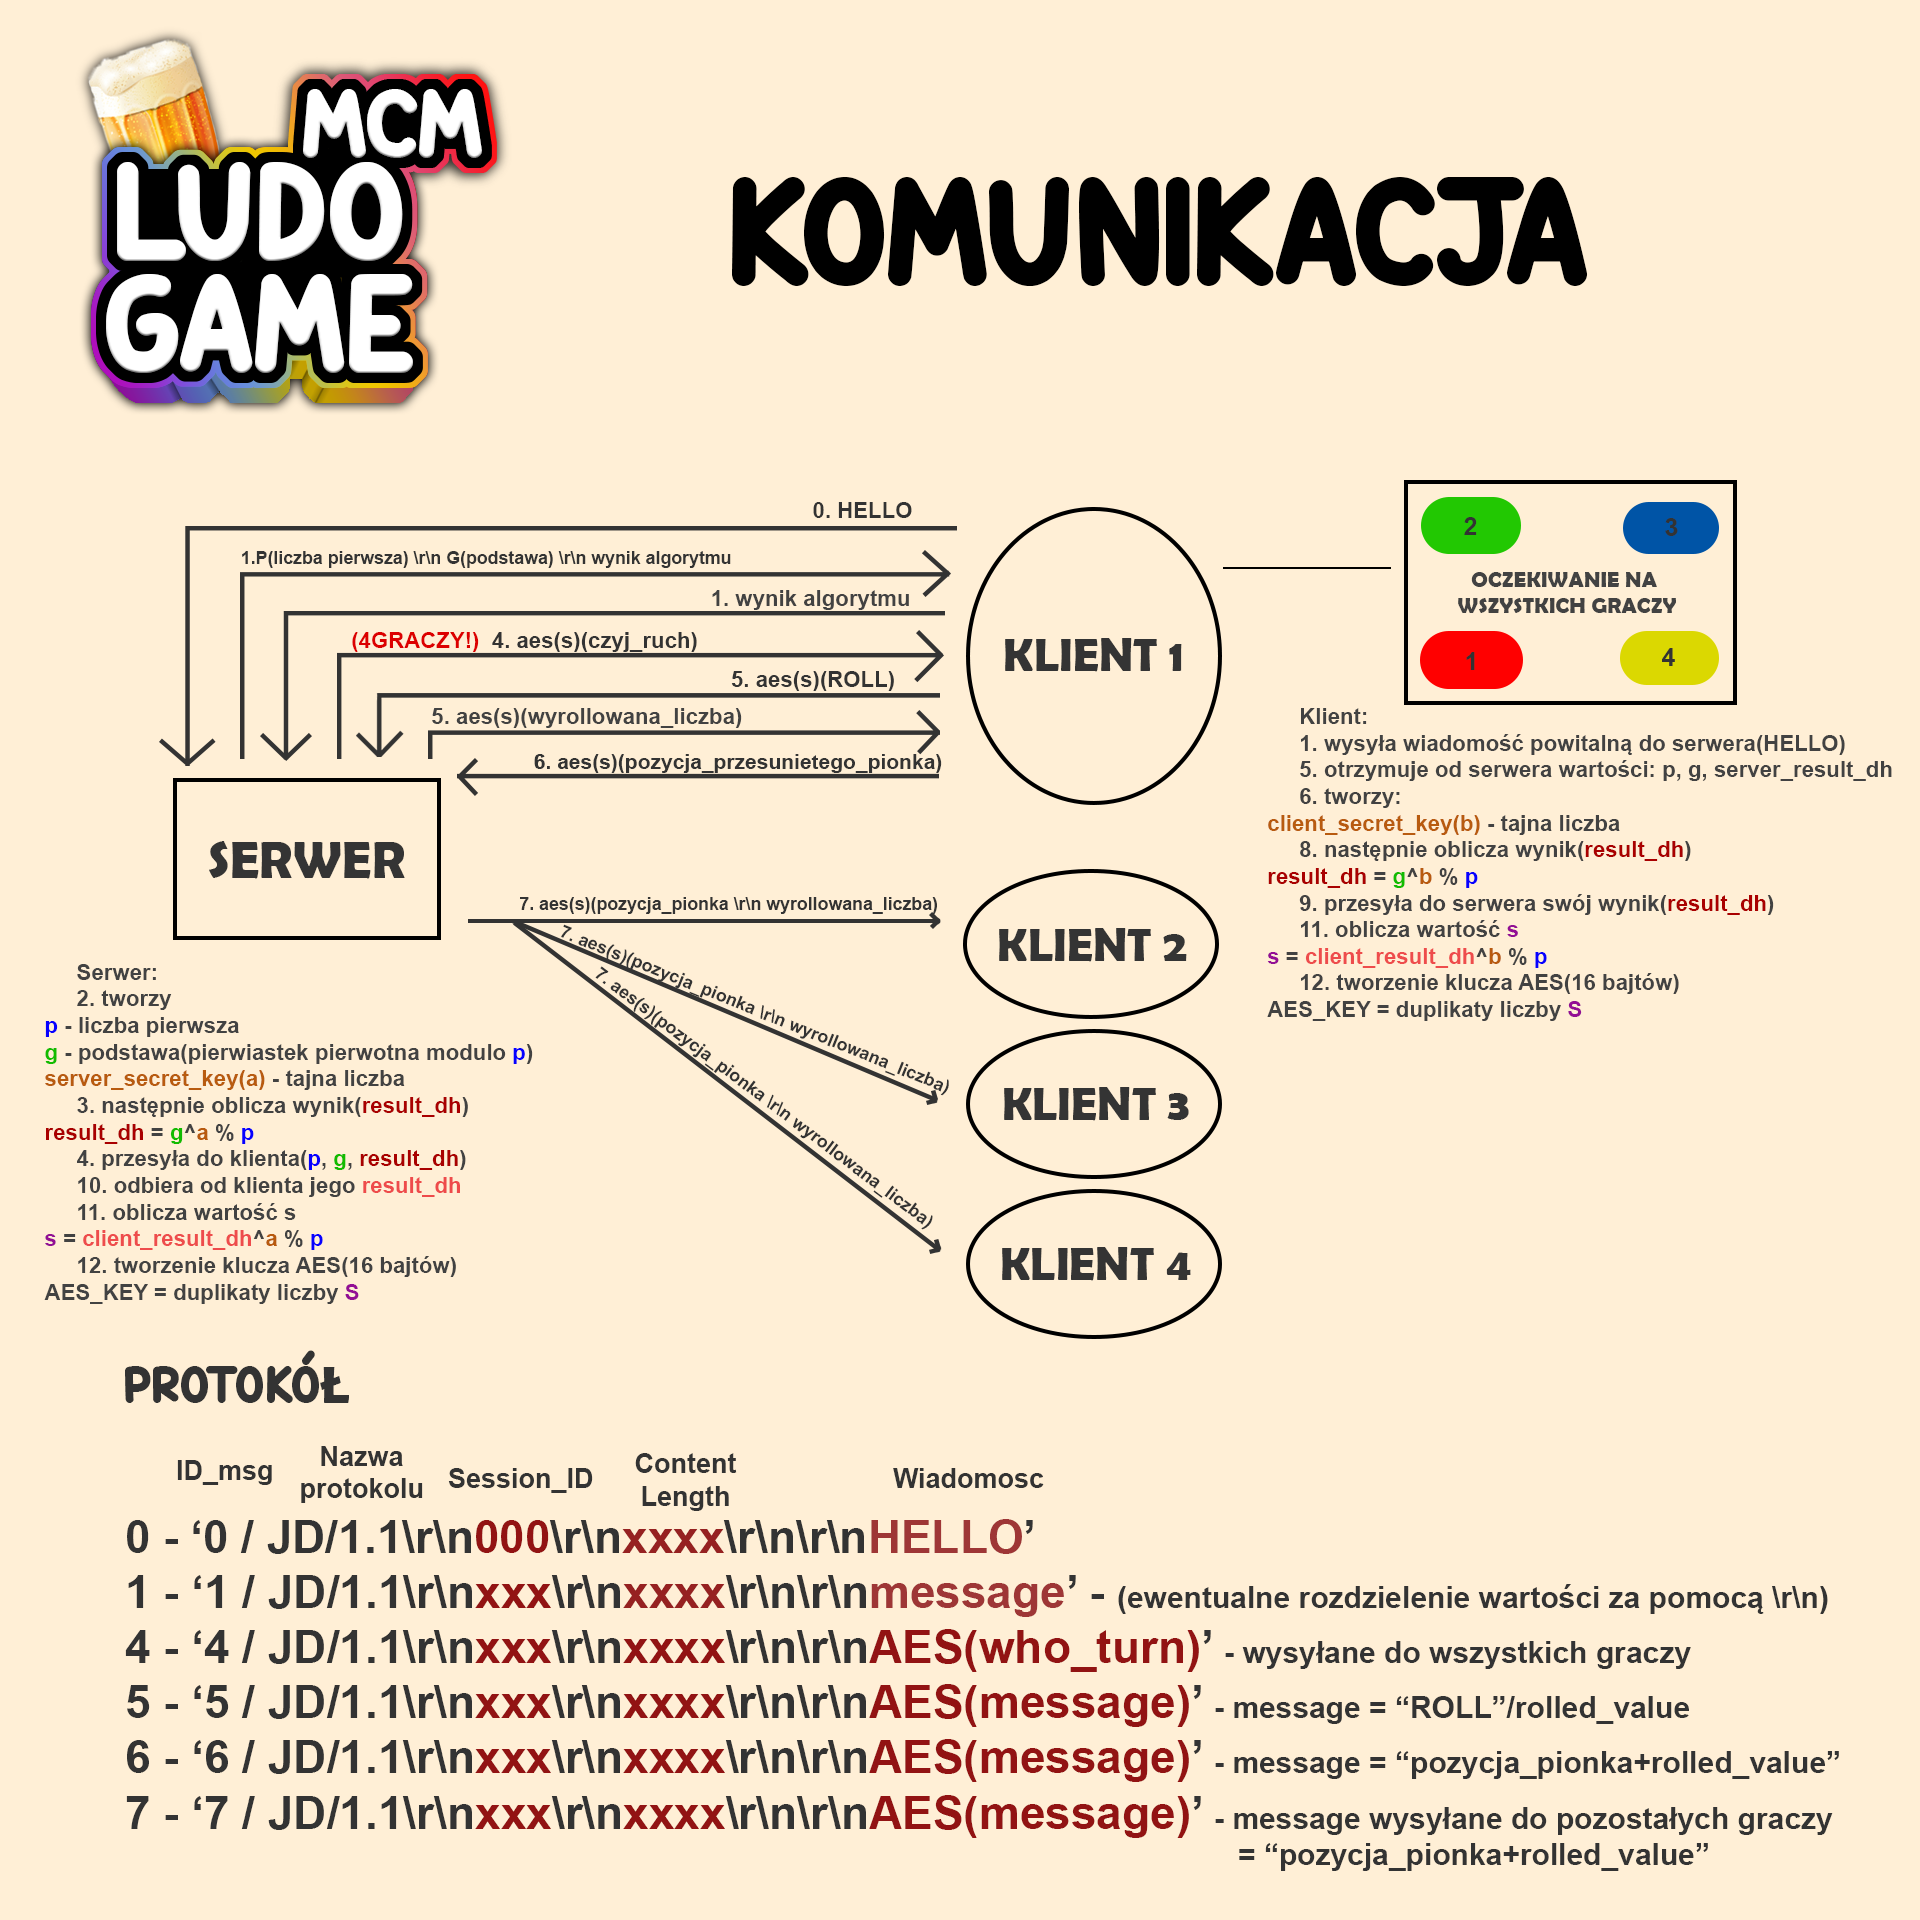 MCM
LUDO
GAME
KOMUNIKACJA
0. HELLO
1.P(liczba pierwsza) \r\n G(podstawa) \r\n wynik algorytmu
1. wynik algorytmu
(4GRACZY!) 4. aes(s)(czyj_ruch)
5. aes(s)(ROLL)
5. aes(s)(wyrollowana_liczba)
6. aes(s)(pozycja_przesunietego_pionka)
KLIENT 1
2
3
OCZEKIWANIE NA
WSZYSTKICH GRACZY
1
4
SERWER
7. aes(s)(pozycja_pionka \r\n wyrollowana_liczba)
7. aes(s)(pozycja_pionka \r\n wyrollowana_liczba)
7. aes(s)(pozycja_pionka \r\n wyrollowana_liczba)
KLIENT 2
KLIENT 3
KLIENT 4
Klient:
1. wysyła wiadomość powitalną do serwera(HELLO)
5. otrzymuje od serwera wartości: p, g, server_result_dh
6. tworzy:
client_secret_key(b) - tajna liczba
8. następnie oblicza wynik(result_dh)
result_dh = g^b % p
9. przesyła do serwera swój wynik(result_dh)
11. oblicza wartość s
s = client_result_dh^b % p
12. tworzenie klucza AES(16 bajtów)
AES_KEY = duplikaty liczby S
Serwer:
2. tworzy
p - liczba pierwsza
g - podstawa(pierwiastek pierwotna modulo p)
server_secret_key(a) - tajna liczba
3. następnie oblicza wynik(result_dh)
result_dh = g^a % p
4. przesyła do klienta(p, g, result_dh)
10. odbiera od klienta jego result_dh
11. oblicza wartość s
s = client_result_dh^a % p
12. tworzenie klucza AES(16 bajtów)
AES_KEY = duplikaty liczby S
PROTOKÓŁ
ID_msg Nazwa protokolu Session_ID Content Length Wiadomosc
0 - ‘0 / JD/1.1\r\n000\r\nxxxx\r\n\r\nHELLO’
1 - ‘1 / JD/1.1\r\nxxx\r\nxxxx\r\n\r\nmessage’ - (ewentualne rozdzielenie wartości za pomocą \r\n)
4 - ‘4 / JD/1.1\r\nxxx\r\nxxxx\r\n\r\nAES(who_turn)’ - wysyłane do wszystkich graczy
5 - ‘5 / JD/1.1\r\nxxx\r\nxxxx\r\n\r\nAES(message)’ - message = “ROLL”/rolled_value
6 - ‘6 / JD/1.1\r\nxxx\r\nxxxx\r\n\r\nAES(message)’ - message = “pozycja_pionka+rolled_value”
7 - ‘7 / JD/1.1\r\nxxx\r\nxxxx\r\n\r\nAES(message)’ - message wysyłane do pozostałych graczy
= “pozycja_pionka+rolled_value”